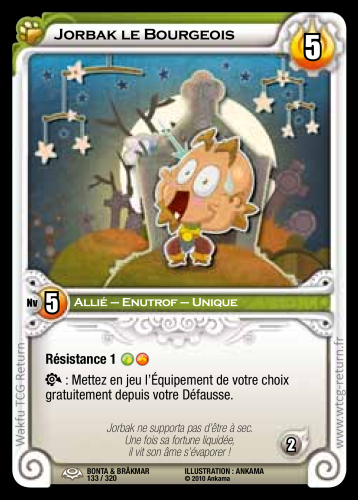 Jorbak le Bourgeois
5
Nv 5
Allié – Enutrof – Unique
Résistance 1
: Mettez en jeu l'Équipement de votre choix
gratuitement depuis votre Défausse.
Jorbak ne supporta pas d'être à sec.
Une fois sa fortune liquidée,
il vit son âme s'évaporer !
2
BONTA & BRÂKMAR
133 / 320
ILLUSTRATION : ANKAMA
© 2010 Ankama
Wakfu TCG Return
www.wtcg-return.fr